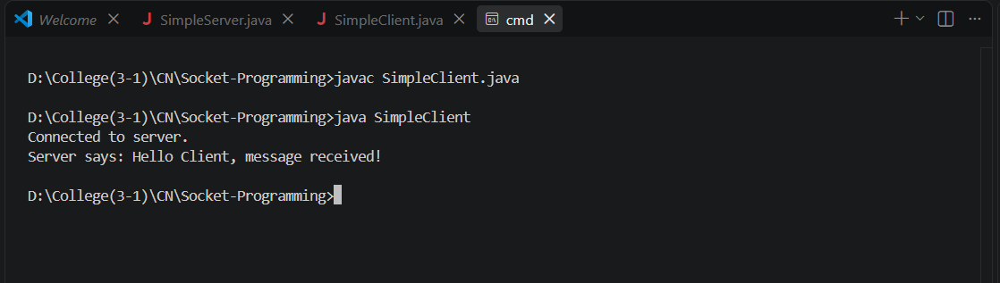 Welcome SimpleServer.java SimpleClient.java cmd
D:\College(3-1)\CN\Socket-Programming>javac SimpleClient.java
D:\College(3-1)\CN\Socket-Programming>java SimpleClient
Connected to server.
Server says: Hello Client, message received!
D:\College(3-1)\CN\Socket-Programming>